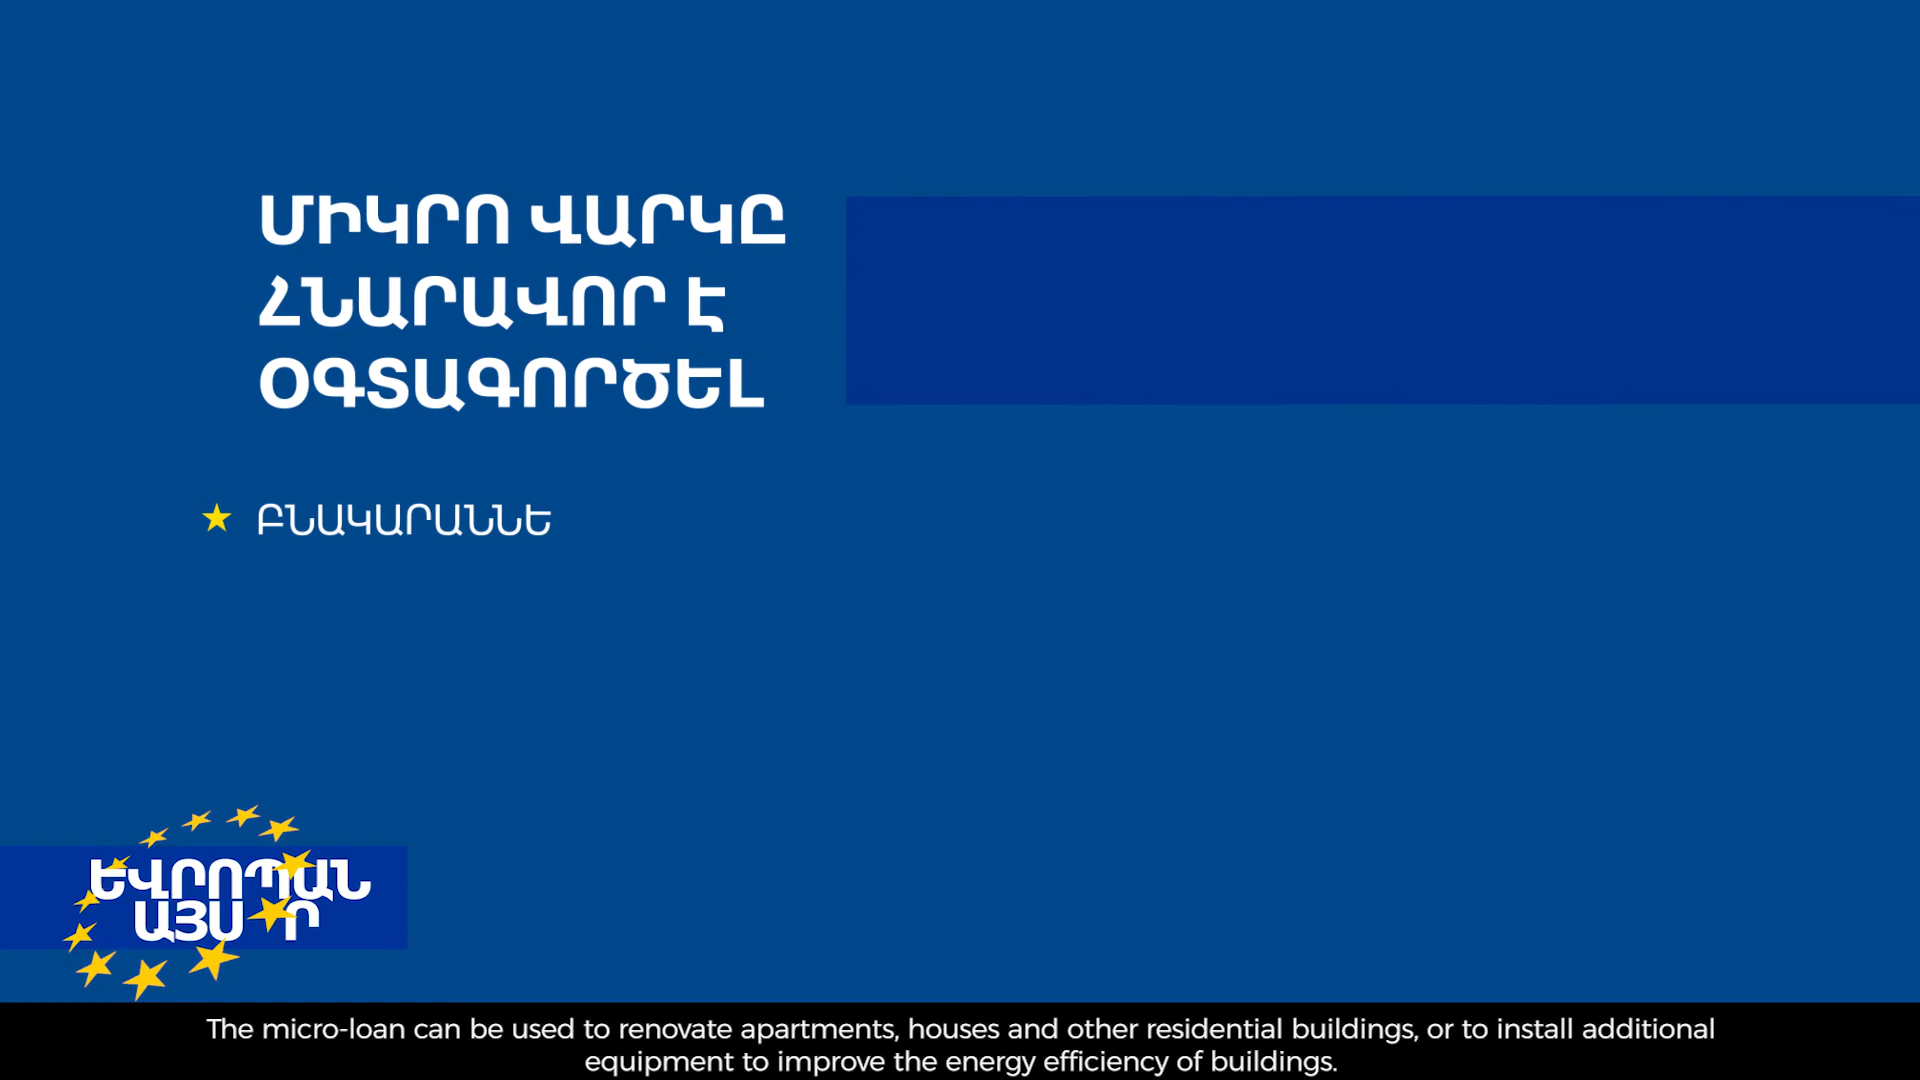 ՄԻԿՐՈ ՎԱՐԿԸ
ՀՆԱՐԱՎՈՐ Է
ՕԳՏԱԳՈՐԾԵԼ
ԲՆԱԿԱՐԱՆՆԵ
ԵՎՐՈՊԱՆ
ԱՅՍ Ր
The micro-loan can be used to renovate apartments, houses and other residential buildings, or to install additional
equipment to improve the energy efficiency of buildings.